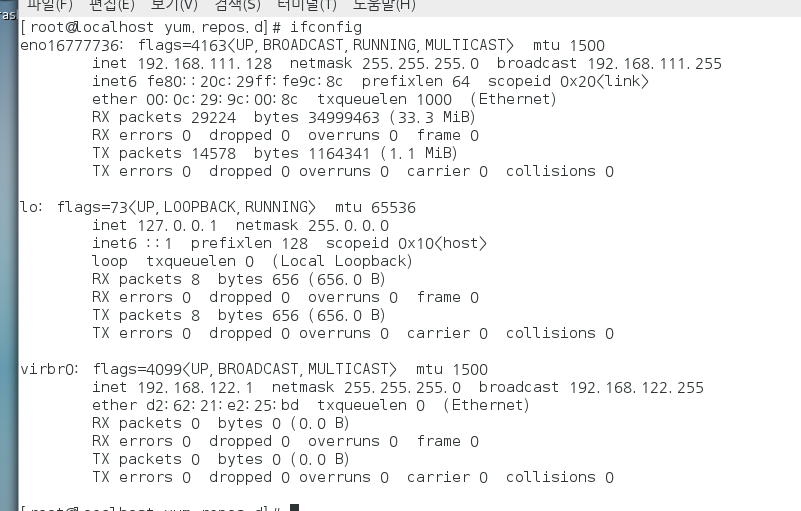 파일(F) 편집(E) 보기(V) 검색(S) 터미널(T) 도움말(H)
ras
[root@localhost yum.repos.d]# ifconfig
eno16777736: flags=4163<UP,BROADCAST,RUNNING,MULTICAST>  mtu 1500
        inet 192.168.111.128  netmask 255.255.255.0  broadcast 192.168.111.255
        inet6 fe80::20c:29ff:fe9c:8c  prefixlen 64  scopeid 0x20<link>
        ether 00:0c:29:9c:00:8c  txqueuelen 1000  (Ethernet)
        RX packets 29224  bytes 34999463 (33.3 MiB)
        RX errors 0  dropped 0  overruns 0  frame 0
        TX packets 14578  bytes 1164341 (1.1 MiB)
        TX errors 0  dropped 0 overruns 0  carrier 0  collisions 0
lo: flags=73<UP,LOOPBACK,RUNNING>  mtu 65536
        inet 127.0.0.1  netmask 255.0.0.0
        inet6 ::1  prefixlen 128  scopeid 0x10<host>
        loop  txqueuelen 0  (Local Loopback)
        RX packets 8  bytes 656 (656.0 B)
        RX errors 0  dropped 0  overruns 0  frame 0
        TX packets 8  bytes 656 (656.0 B)
        TX errors 0  dropped 0 overruns 0  carrier 0  collisions 0
virbr0: flags=4099<UP,BROADCAST,MULTICAST>  mtu 1500
        inet 192.168.122.1  netmask 255.255.255.0  broadcast 192.168.122.255
        ether d2:62:21:e2:25:bd  txqueuelen 0  (Ethernet)
        RX packets 0  bytes 0 (0.0 B)
        RX errors 0  dropped 0  overruns 0  frame 0
        TX packets 0  bytes 0 (0.0 B)
        TX errors 0  dropped 0 overruns 0  carrier 0  collisions 0
[root@localhost yum.repos.d]#